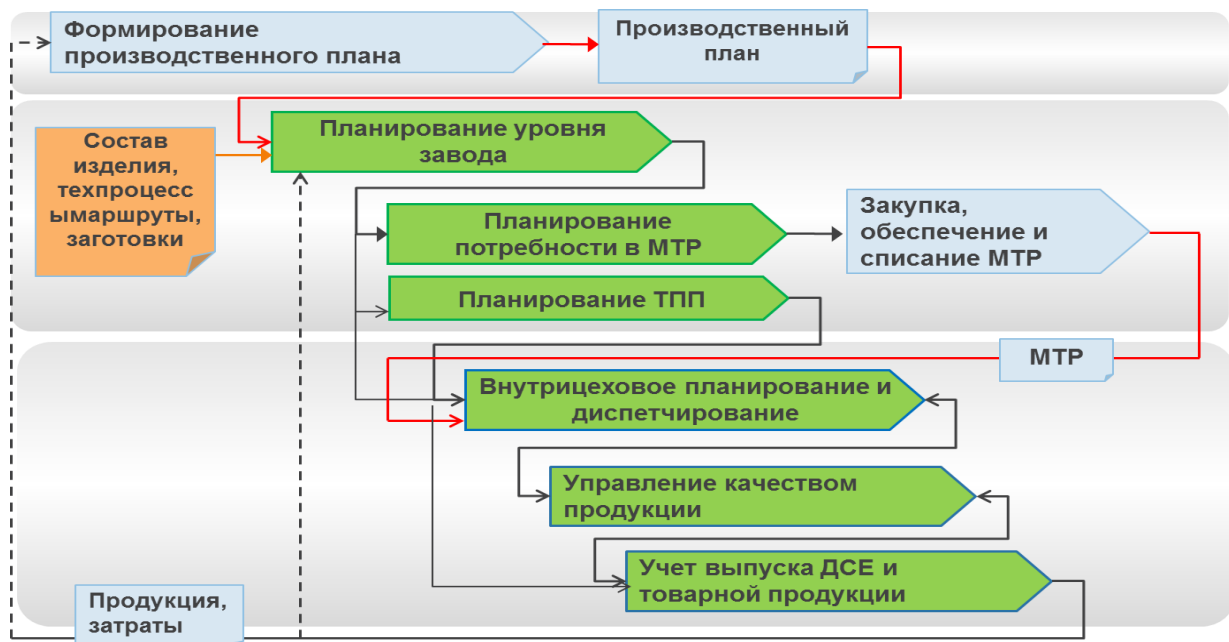 Формирование
производственного плана
Производственный
план
Состав
изделия,
техпроцесс
ымаршруты,
заготовки
Планирование уровня
завода
Планирование
потребности в МТР
Закупка,
обеспечение и
списание МТР
Планирование ТПП
МТР
Внутрицеховое планирование и
диспетчирование
Управление качеством
продукции
Учет выпуска ДСЕ и
товарной продукции
Продукция,
затраты